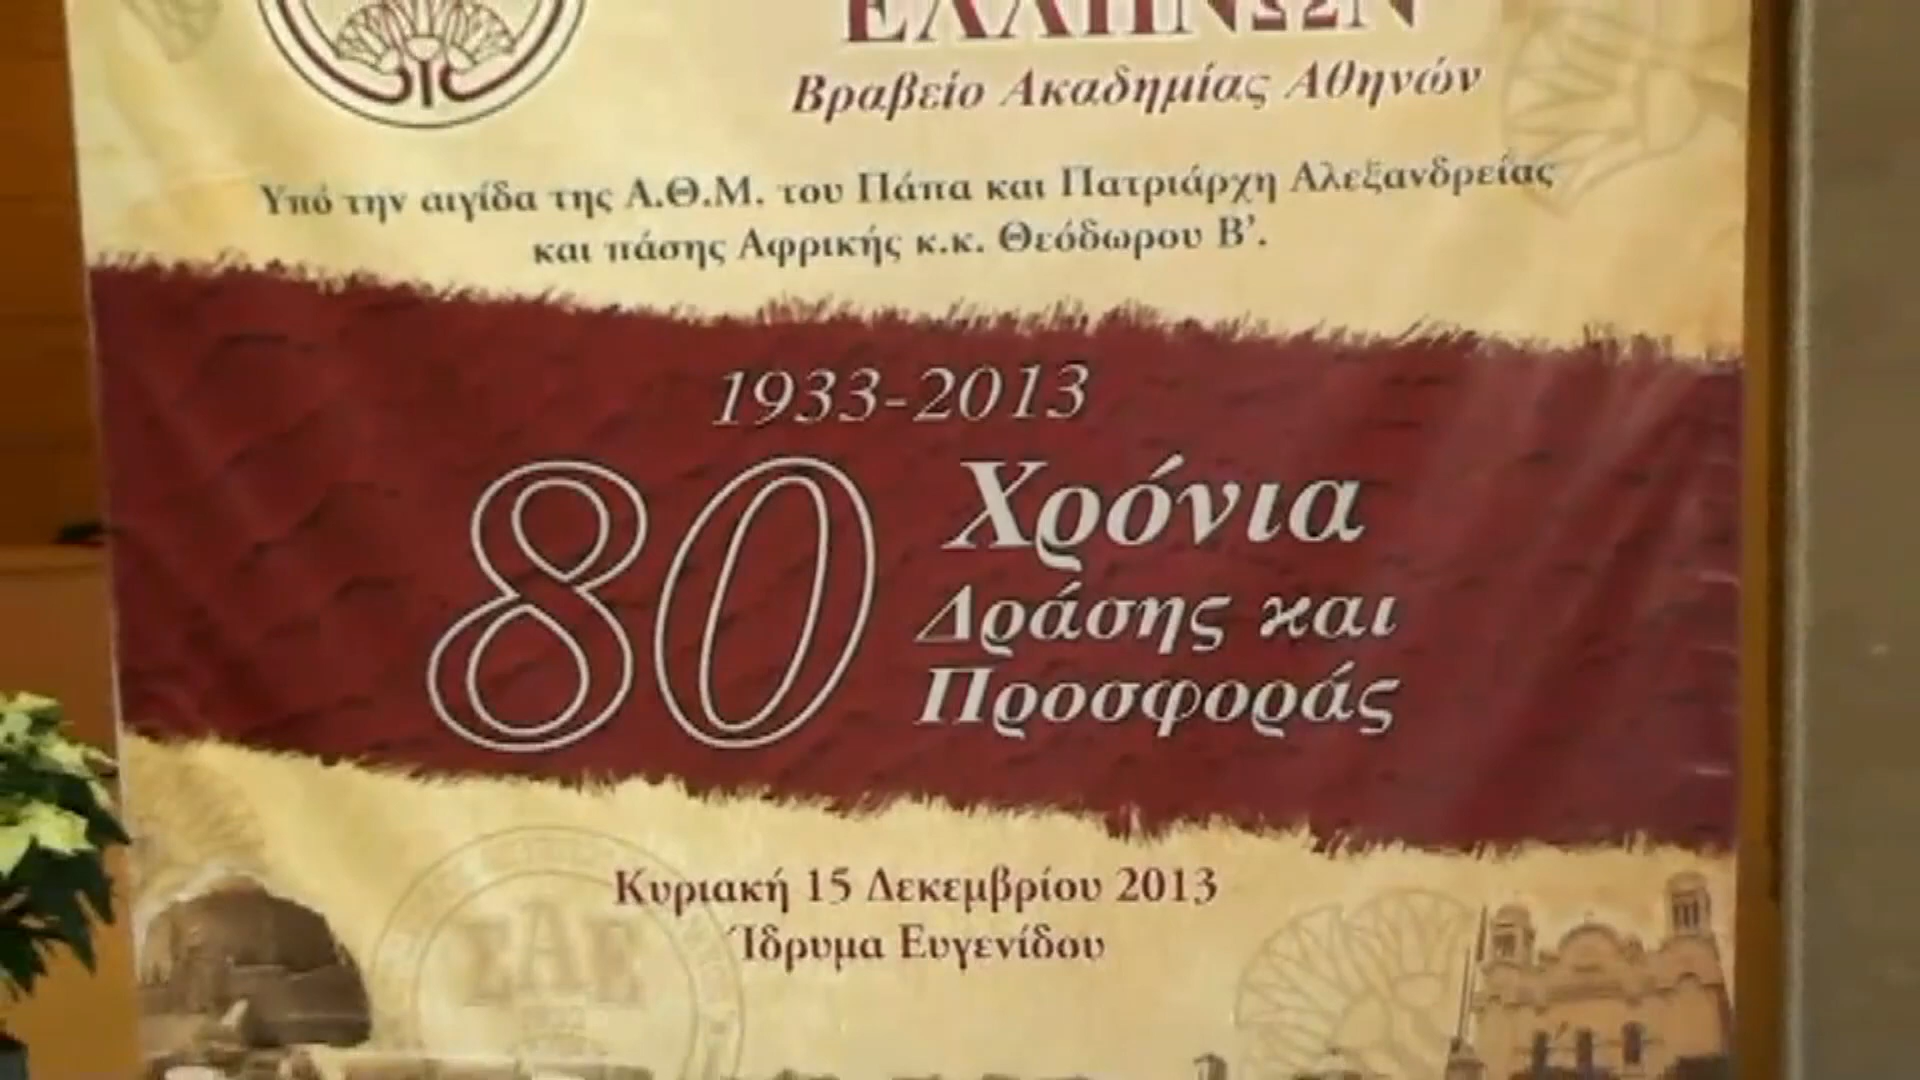 ΕΛΛΗΝΩΝ
Βραβείο Ακαδημίας Αθηνών
Υπό την αιγίδα της Α.Θ.Μ. του Πάπα και Πατριάρχη Αλεξανδρείας
και πάσης Αφρικής κ.κ. Θεόδωρου Β’.
1933-2013
80 Χρόνια
Δράσης και
Προσφοράς
Κυριακή 15 Δεκεμβρίου 2013
Ίδρυμα Ευγενίδου
ΣΑΕ